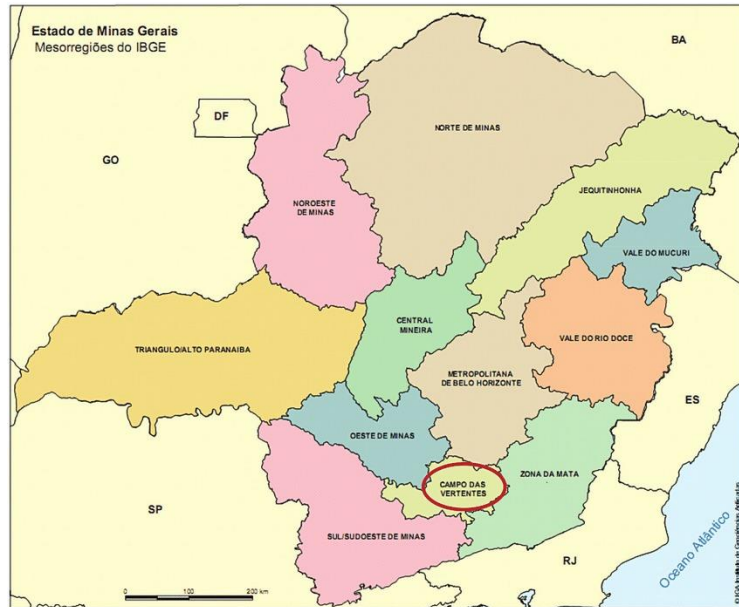 Estado de Minas Gerais
Mesorregiões do IBGE
BA
DF
NORTE DE MINAS
GO
JEQUITINHONHA
NOROESTE
DE MINAS
VALE DO MUCURI
CENTRAL
MINEIRA
TRIANGULO/ALTO PARANAIBA
VALE DO RIO DOCE
METROPOLITANA
DE BELO HORIZONTE
ES
OESTE DE MINAS
ZONA DA MATA
CAMPO DAS
VERTENTES
SP
SUL/SUDOESTE DE MINAS
RJ
Oceano Atlântico
0
100
200 km